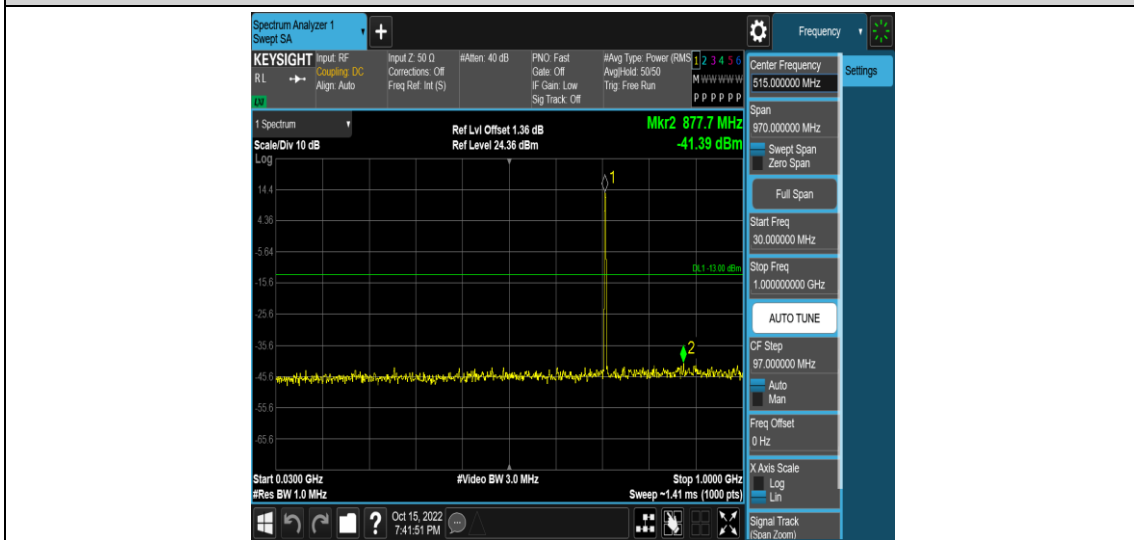 Spectrum Analyzer 1
Swept SA
+
Frequency
KEYSIGHT
RL
LXI
Input: RF
Coupling: DC
Align: Auto
Input Z: 50 Ω
Corrections: Off
Freq Ref: Int (S)
#Atten: 40 dB
PNO: Fast
Gate: Off
IF Gain: Low
Sig Track: Off
#Avg Type: Power (RMS
Avg|Hold: 50/50
Trig: Free Run
1 2 3 4 5 6
M W W W W W
P P P P P P
1 Spectrum
Scale/Div 10 dB
Ref Lvl Offset 1.36 dB
Ref Level 24.36 dBm
Mkr2 877.7 MHz
-41.39 dBm
Log
14.4
4.36
-5.64
-15.6
-25.6
-35.6
-45.6
-55.6
-65.6
1
DL1 -13.00 dBm
2
Start 0.0300 GHz
#Res BW 1.0 MHz
#Video BW 3.0 MHz
Stop 1.0000 GHz
Sweep ~1.41 ms (1000 pts)
?
Oct 15, 2022
7:41:51 PM
Center Frequency
515.000000 MHz
Settings
Span
970.000000 MHz
Swept Span
Zero Span
Full Span
Start Freq
30.000000 MHz
Stop Freq
1.000000000 GHz
AUTO TUNE
CF Step
97.000000 MHz
Auto
Man
Freq Offset
0 Hz
X Axis Scale
Log
Lin
Signal Track
(Span Zoom)